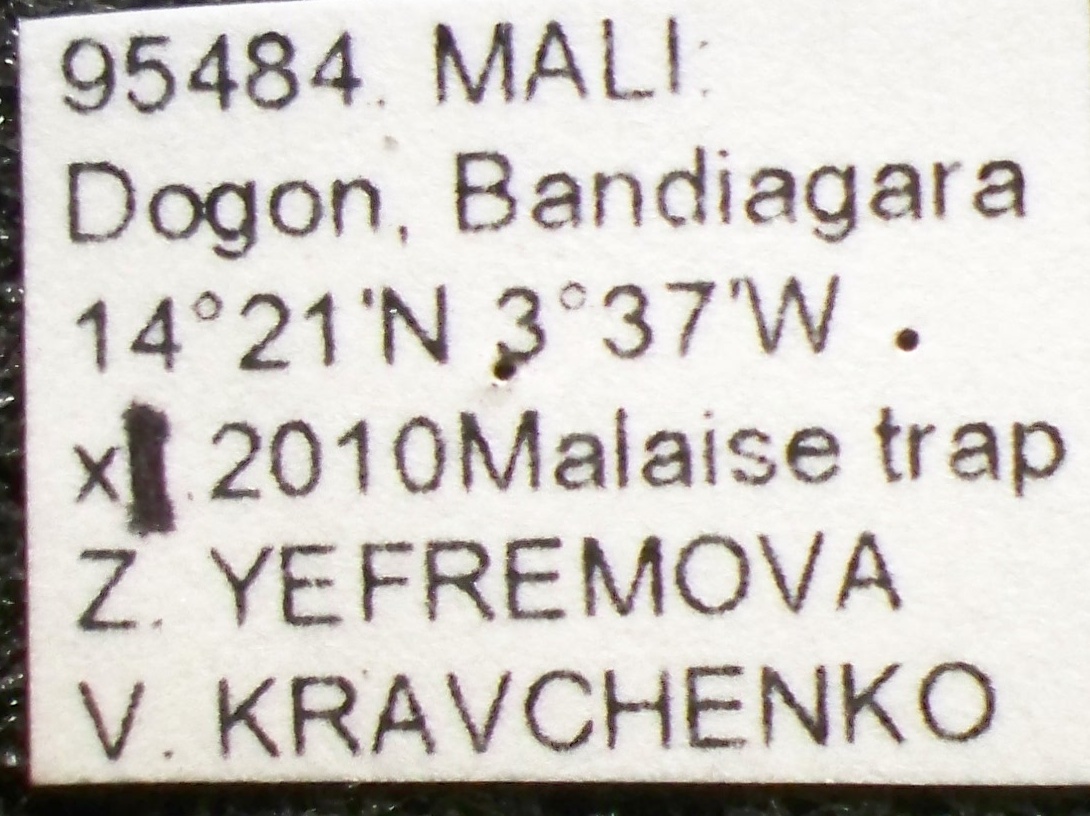 95484. MALI.
Dogon, Bandiagara
14°21'N 3°37'W
x . 2010Malaise trap
Z. YEFREMOVA
V. KRAVCHENKO